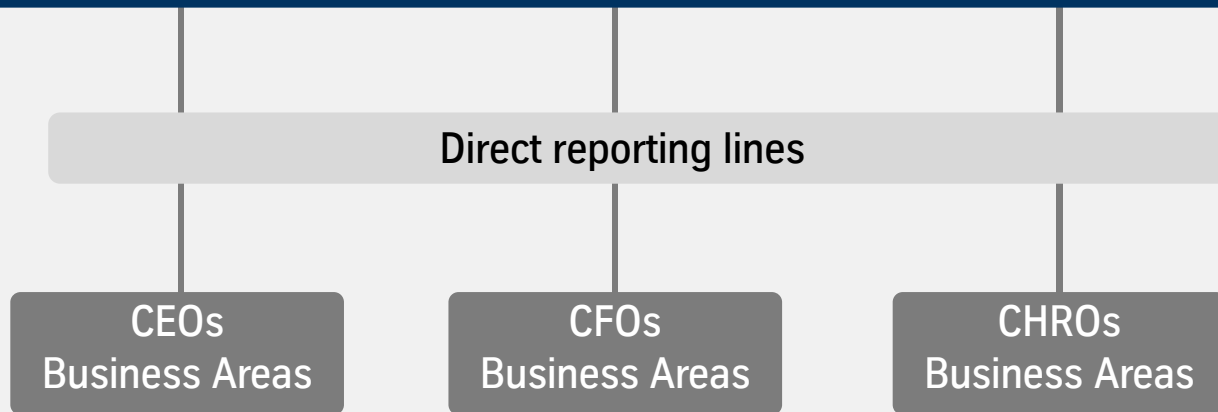 Direct reporting lines
CEOs
Business Areas
CFOs
Business Areas
CHROs
Business Areas